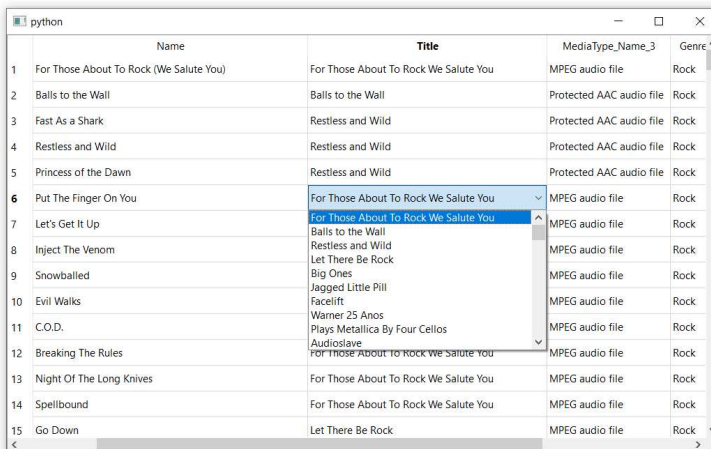 python
Name Title MediaType_Name_3 Genre
1 For Those About To Rock (We Salute You) For Those About To Rock We Salute You MPEG audio file Rock
2 Balls to the Wall Balls to the Wall Protected AAC audio file Rock
3 Fast As a Shark Restless and Wild Protected AAC audio file Rock
4 Restless and Wild Restless and Wild Protected AAC audio file Rock
5 Princess of the Dawn Restless and Wild Protected AAC audio file Rock
6 Put The Finger On You For Those About To Rock We Salute You MPEG audio file Rock
For Those About To Rock We Salute You
7 Let's Get It Up MPEG audio file Rock
Balls to the Wall
Restless and Wild
8 Inject The Venom MPEG audio file Rock
Let There Be Rock
Big Ones
9 Snowballed MPEG audio file Rock
Jagged Little Pill
Facelift
10 Evil Walks MPEG audio file Rock
Warner 25 Anos
Plays Metallica By Four Cellos
11 C.O.D. MPEG audio file Rock
Audioslave
12 Breaking The Rules For Those About To Rock We Salute You MPEG audio file Rock
13 Night Of The Long Knives For Those About To Rock We Salute You MPEG audio file Rock
14 Spellbound For Those About To Rock We Salute You MPEG audio file Rock
15 Go Down Let There Be Rock MPEG audio file Rock